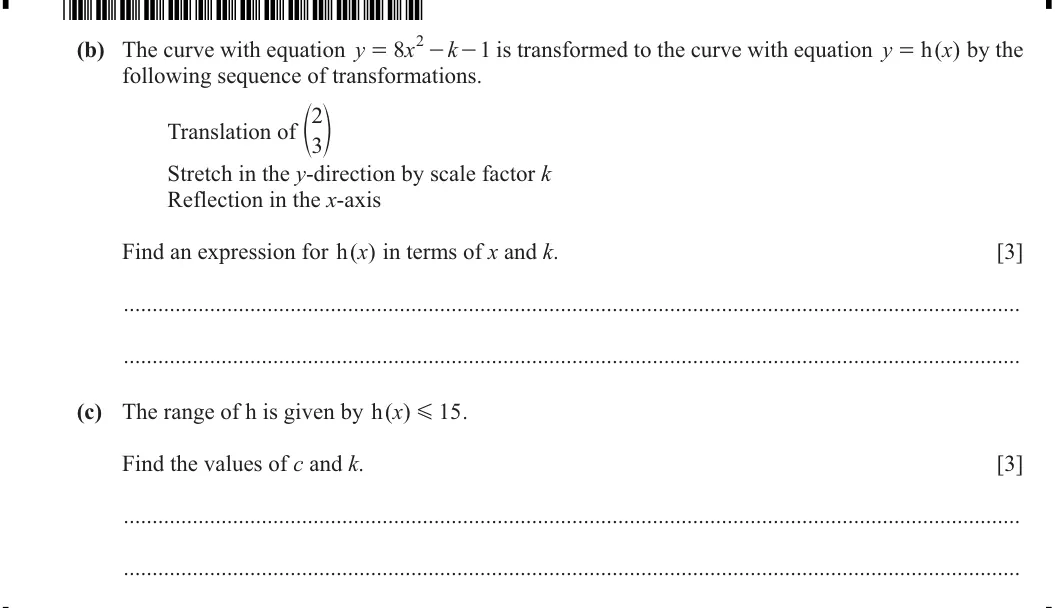 (b) The curve with equation y = 8x² − k − 1 is transformed to the curve with equation y = h(x) by the
following sequence of transformations.
Translation of (2 3)
Stretch in the y-direction by scale factor k
Reflection in the x-axis
Find an expression for h(x) in terms of x and k. [3]
(c) The range of h is given by h(x) ⩽ 15.
Find the values of c and k. [3]